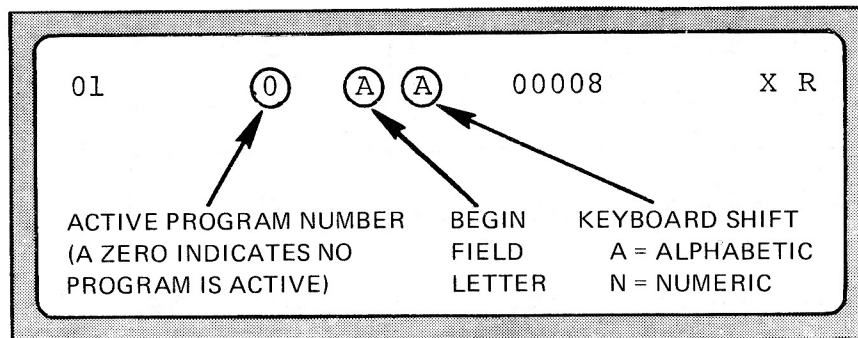 01 0 A A 00008 X R
ACTIVE PROGRAM NUMBER
(A ZERO INDICATES NO
PROGRAM IS ACTIVE)
BEGIN
FIELD
LETTER
KEYBOARD SHIFT
A = ALPHABETIC
N = NUMERIC